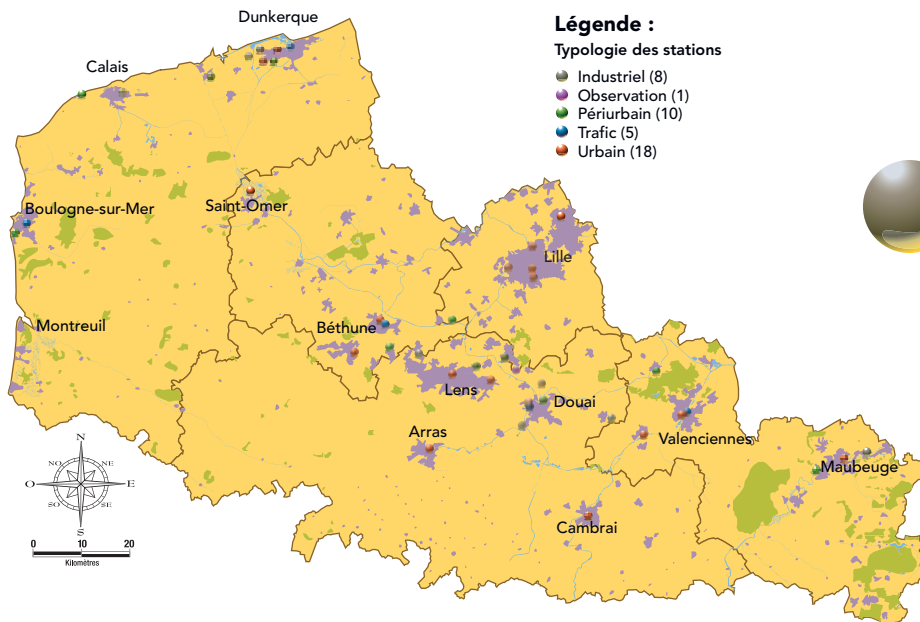 Dunkerque
Légende :
Typologie des stations
Industriel (8)
Observation (1)
Périurbain (10)
Trafic (5)
Urbain (18)
Calais
Boulogne-sur-Mer
Saint-Omer
Lille
Montreuil
Béthune
Lens
Douai
Arras
Valenciennes
Maubeuge
Cambrai
N
NO
NE
O
E
SO
SE
S
0 10 20
Kilomètres